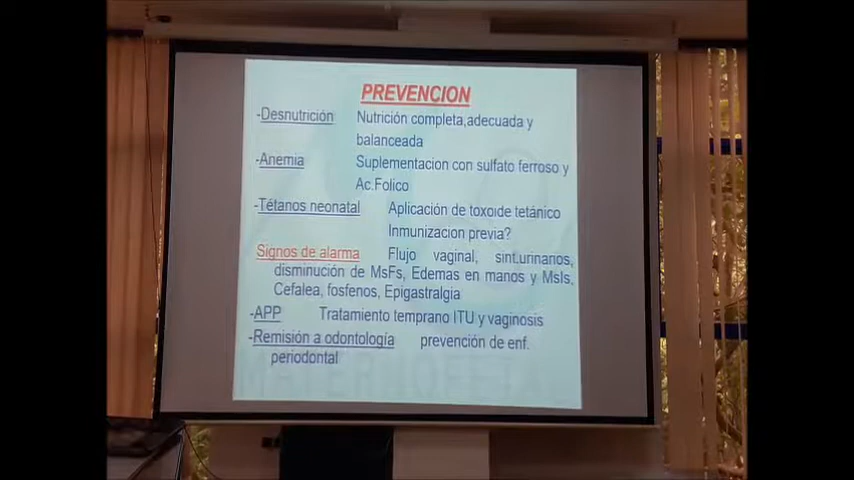 PREVENCION
-Desnutrición Nutrición completa,adecuada y
balanceada
-Anemia Suplementacion con sulfato ferroso y
Ac.Folico
-Tétanos neonatal Aplicación de toxoide tetánico
Inmunizacion previa?
Signos de alarma Flujo vaginal, sint,urinanos,
disminución de MsFs, Edemas en manos y MsIs,
Cefalea, fosfenos, Epigastralgia
-APP Tratamiento temprano ITU y vaginosis
-Remisión a odontología prevención de enf.
periodontal
MATERNOFETAL